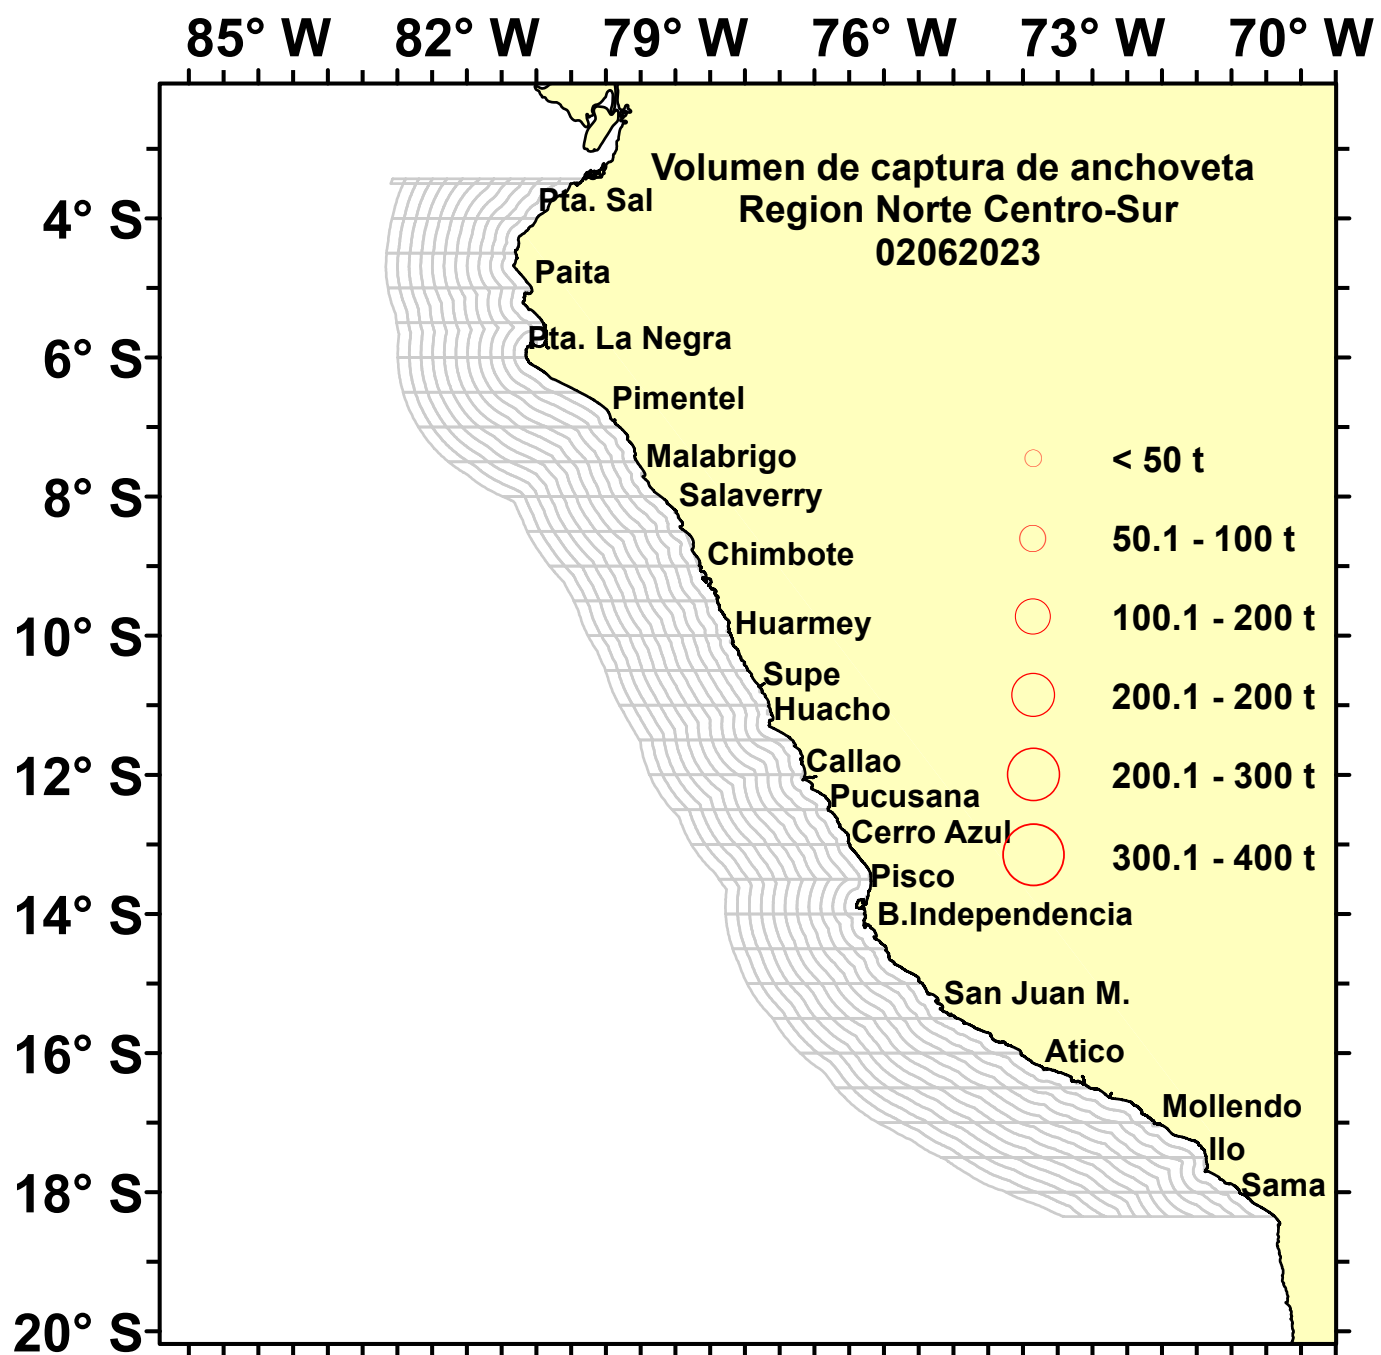 85° W 82° W 79° W 76° W 73° W 70° W
Volumen de captura de anchoveta
Region Norte Centro-Sur
02062023
4° S
6° S
8° S
10° S
12° S
14° S
16° S
18° S
20° S
Pta. Sal
Paita
Pta. La Negra
Pimentel
Malabrigo
Salaverry
Chimbote
Huarmey
Supe
Huacho
Callao
Pucusana
Cerro Azul
Pisco
B.Independencia
San Juan M.
Atico
Mollendo
Ilo
Sama
< 50 t
50.1 - 100 t
100.1 - 200 t
200.1 - 200 t
200.1 - 300 t
300.1 - 400 t